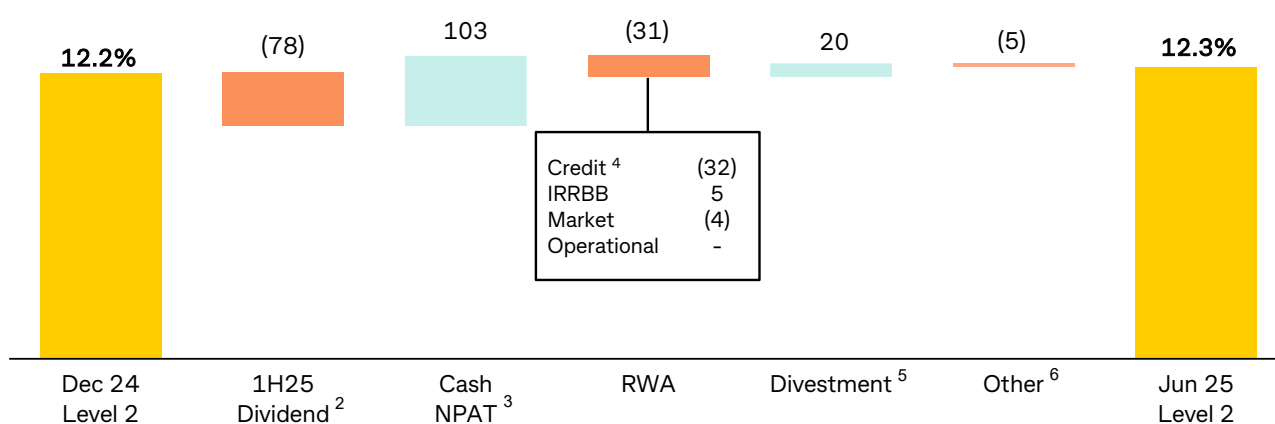 12.2%
(78)
103
(31)
20
(5)
12.3%
Credit 4 (32)
IRRBB 5
Market (4)
Operational -
Dec 24
Level 2
1H25
Dividend 2
Cash
NPAT 3
RWA
Divestment 5
Other 6
Jun 25
Level 2